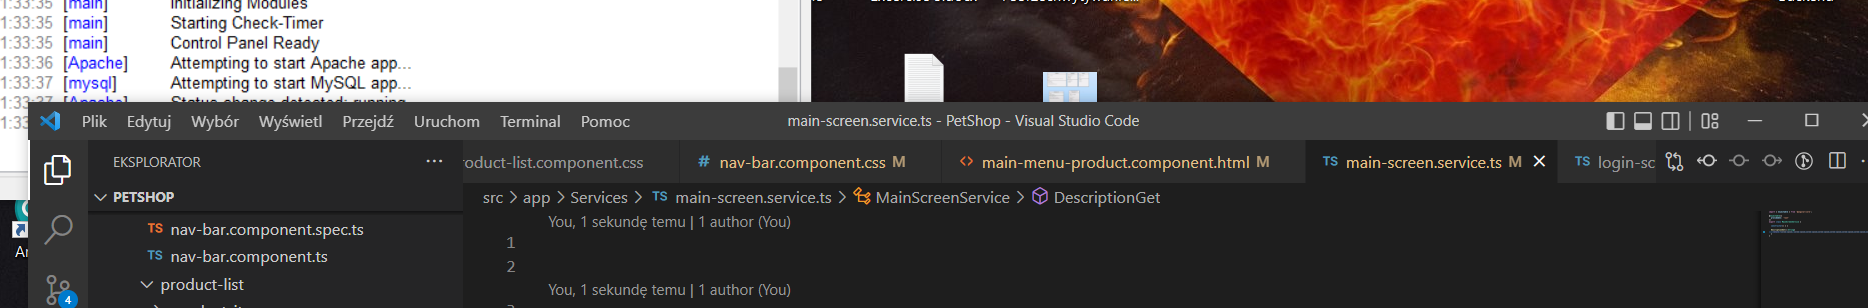 1:33:35 [main] Initializing Modules
1:33:35 [main] Starting Check-Timer
1:33:35 [main] Control Panel Ready
1:33:36 [Apache] Attempting to start Apache app...
1:33:37 [mysql] Attempting to start MySQL app...
1:33:37 [Apache] Status change detected: running
1:33:
Plik Edytuj Wybór Wyświetl Przejdź Uruchom Terminal Pomoc
main-screen.service.ts - PetShop - Visual Studio Code
EKSPLORATOR ...
roduct-list.component.css
# nav-bar.component.css M
<> main-menu-product.component.html M
TS main-screen.service.ts M
TS login-sc
PETSHOP
src > app > Services > TS main-screen.service.ts > MainScreenService > DescriptionGet
TS nav-bar.component.spec.ts
TS nav-bar.component.ts
product-list
4
You, 1 sekundę temu | 1 author (You)
1
2
You, 1 sekundę temu | 1 author (You)